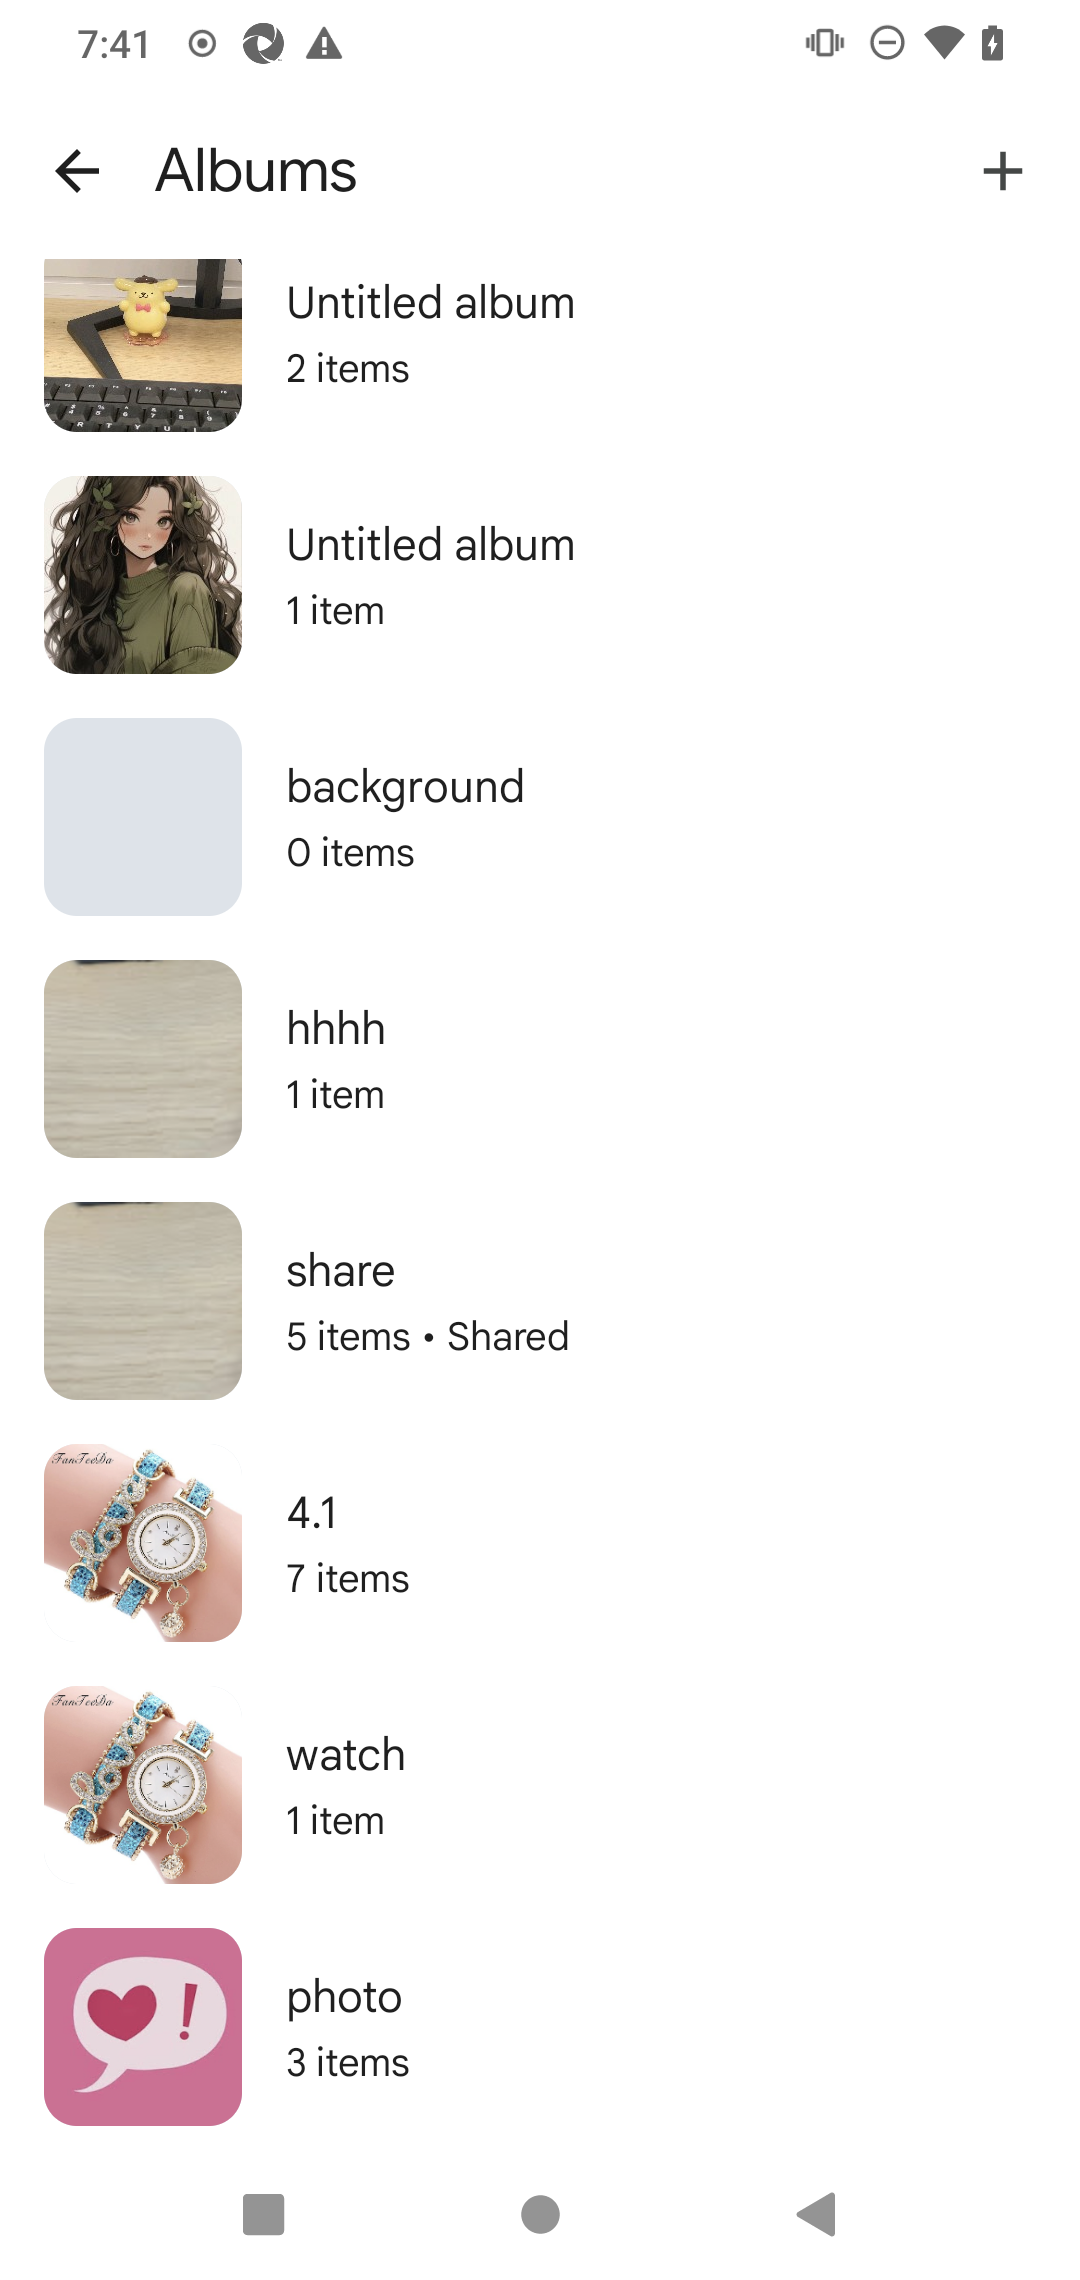 7:41
Albums
Untitled album
2 items
Untitled album
1 item
background
0 items
hhhh
1 item
share
5 items • Shared
FanTeeDa
4.1
7 items
FanTeeDa
watch
1 item
!
photo
3 items